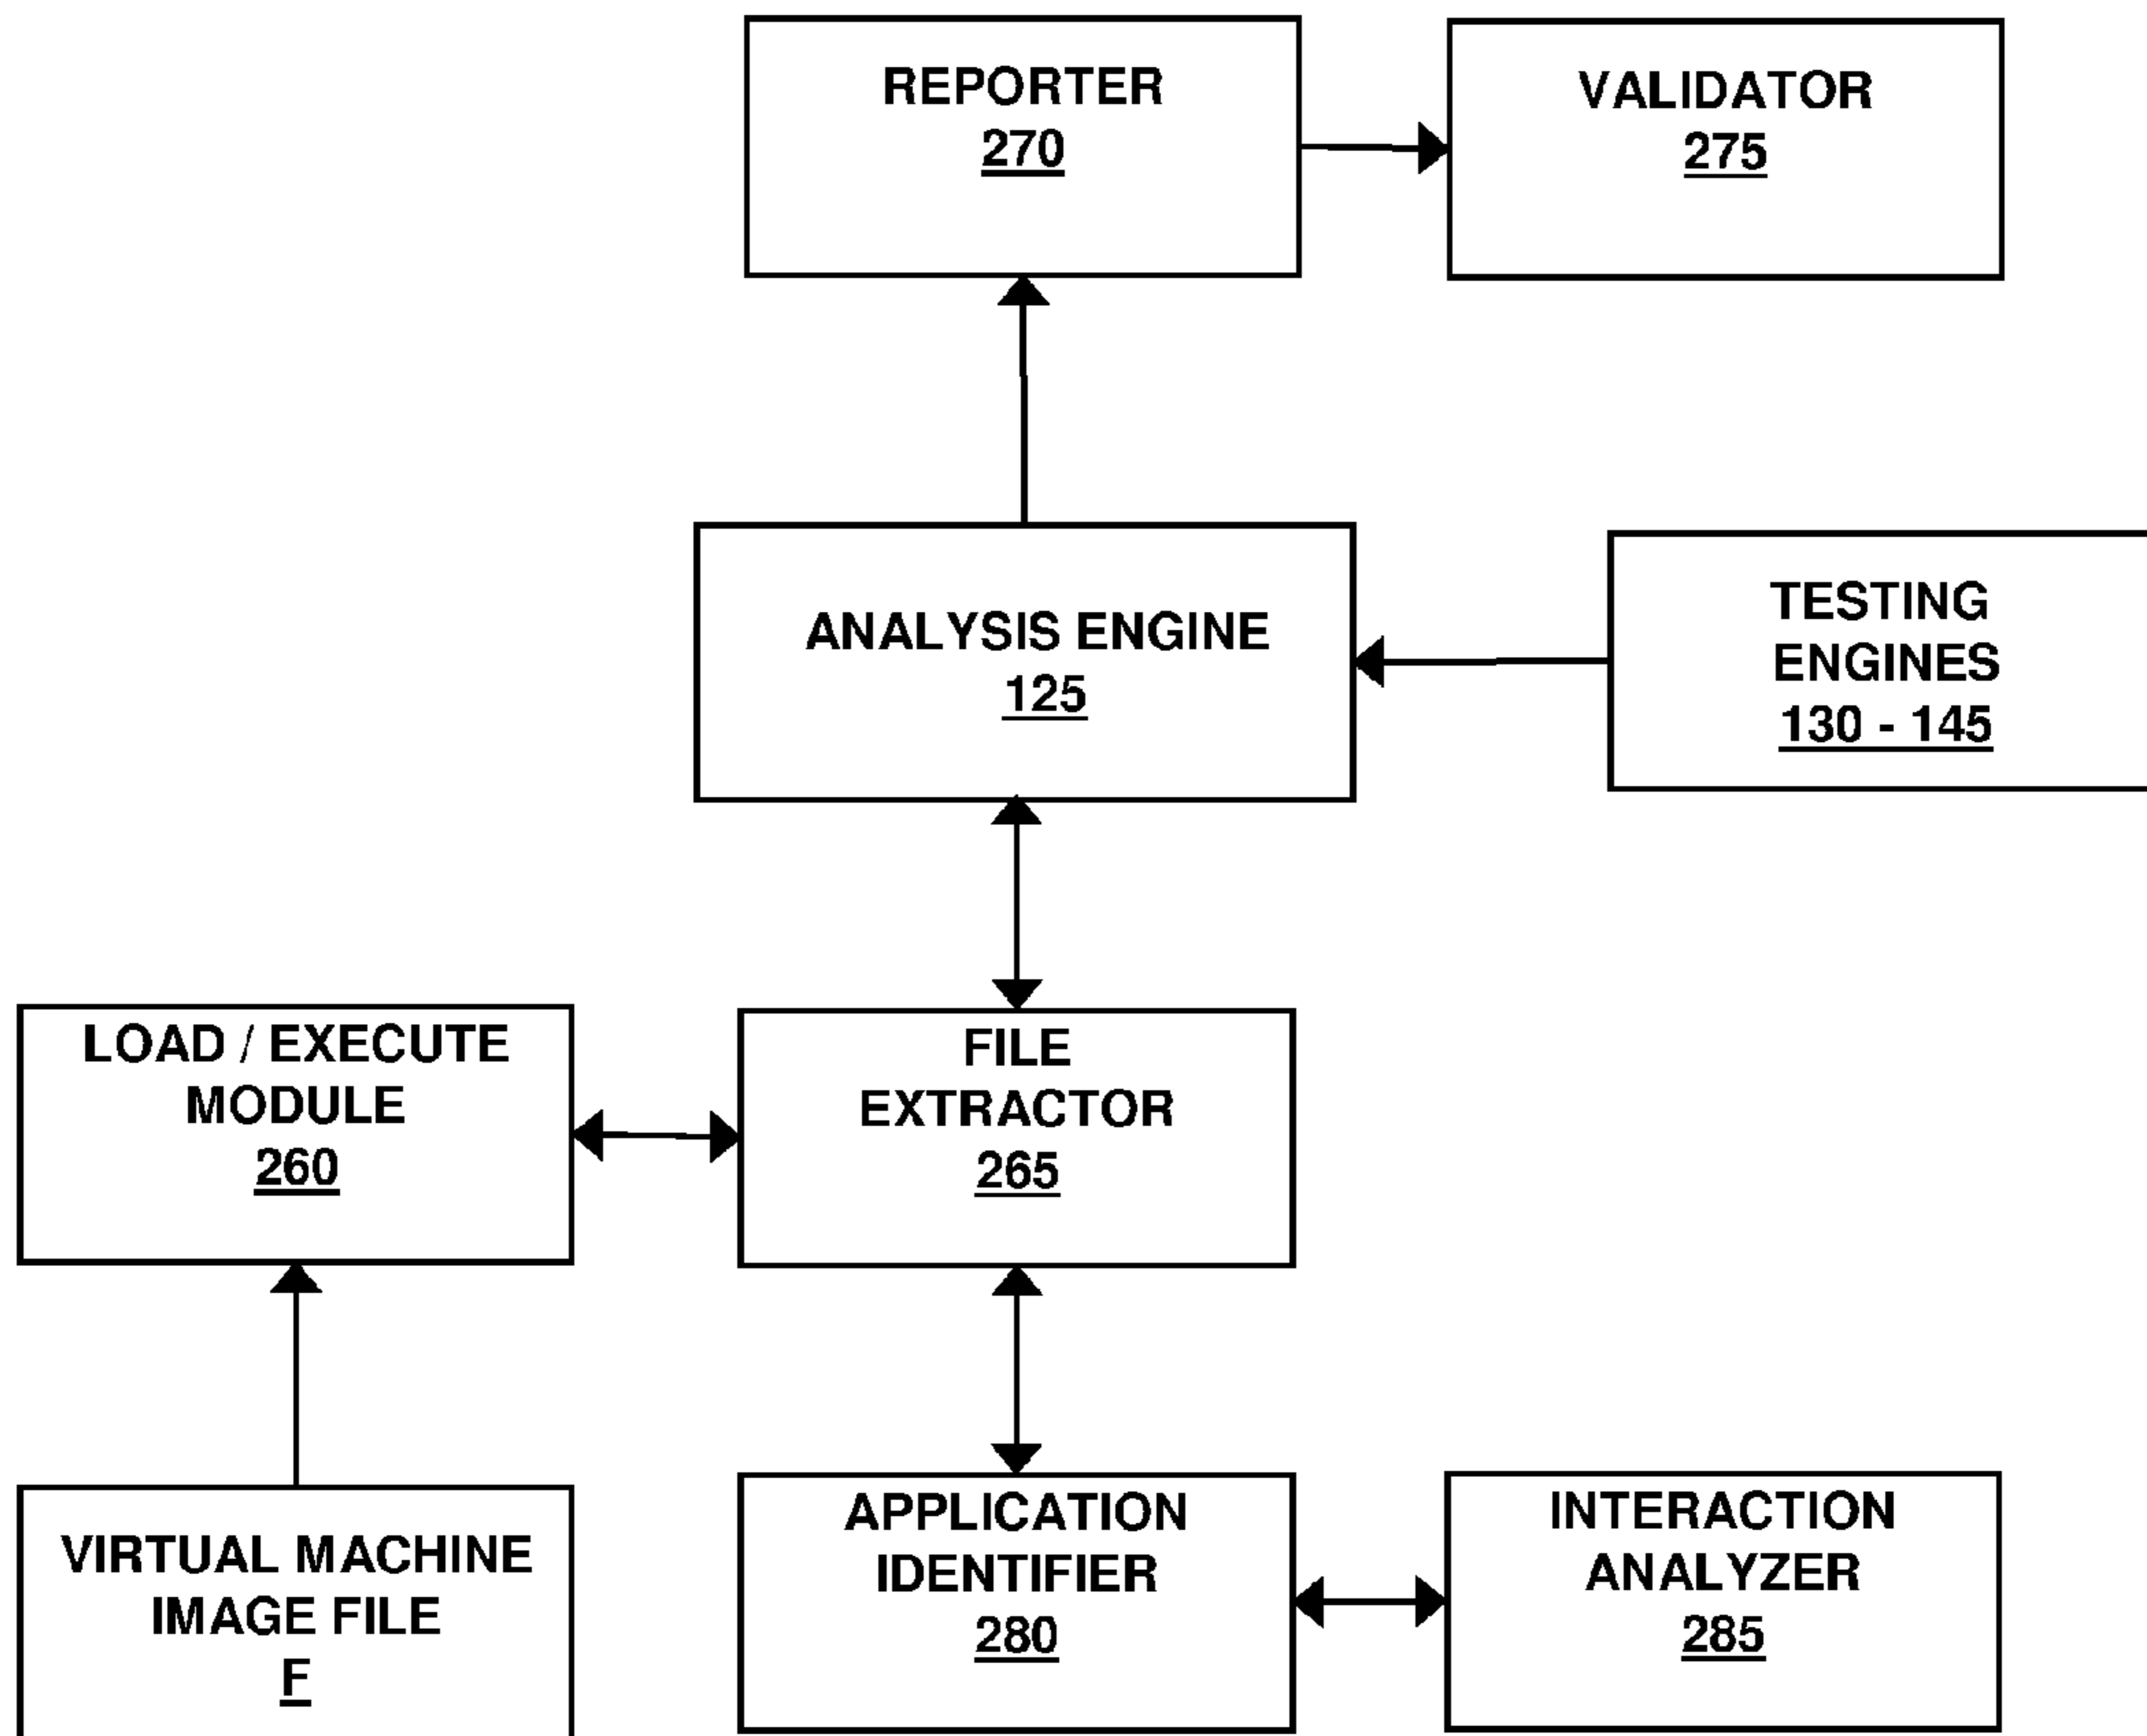 REPORTER
270
VALIDATOR
275
ANALYSIS ENGINE
125
TESTING
ENGINES
130 - 145
LOAD / EXECUTE
MODULE
260
FILE
EXTRACTOR
265
VIRTUAL MACHINE
IMAGE FILE
F
APPLICATION
IDENTIFIER
280
INTERACTION
ANALYZER
285